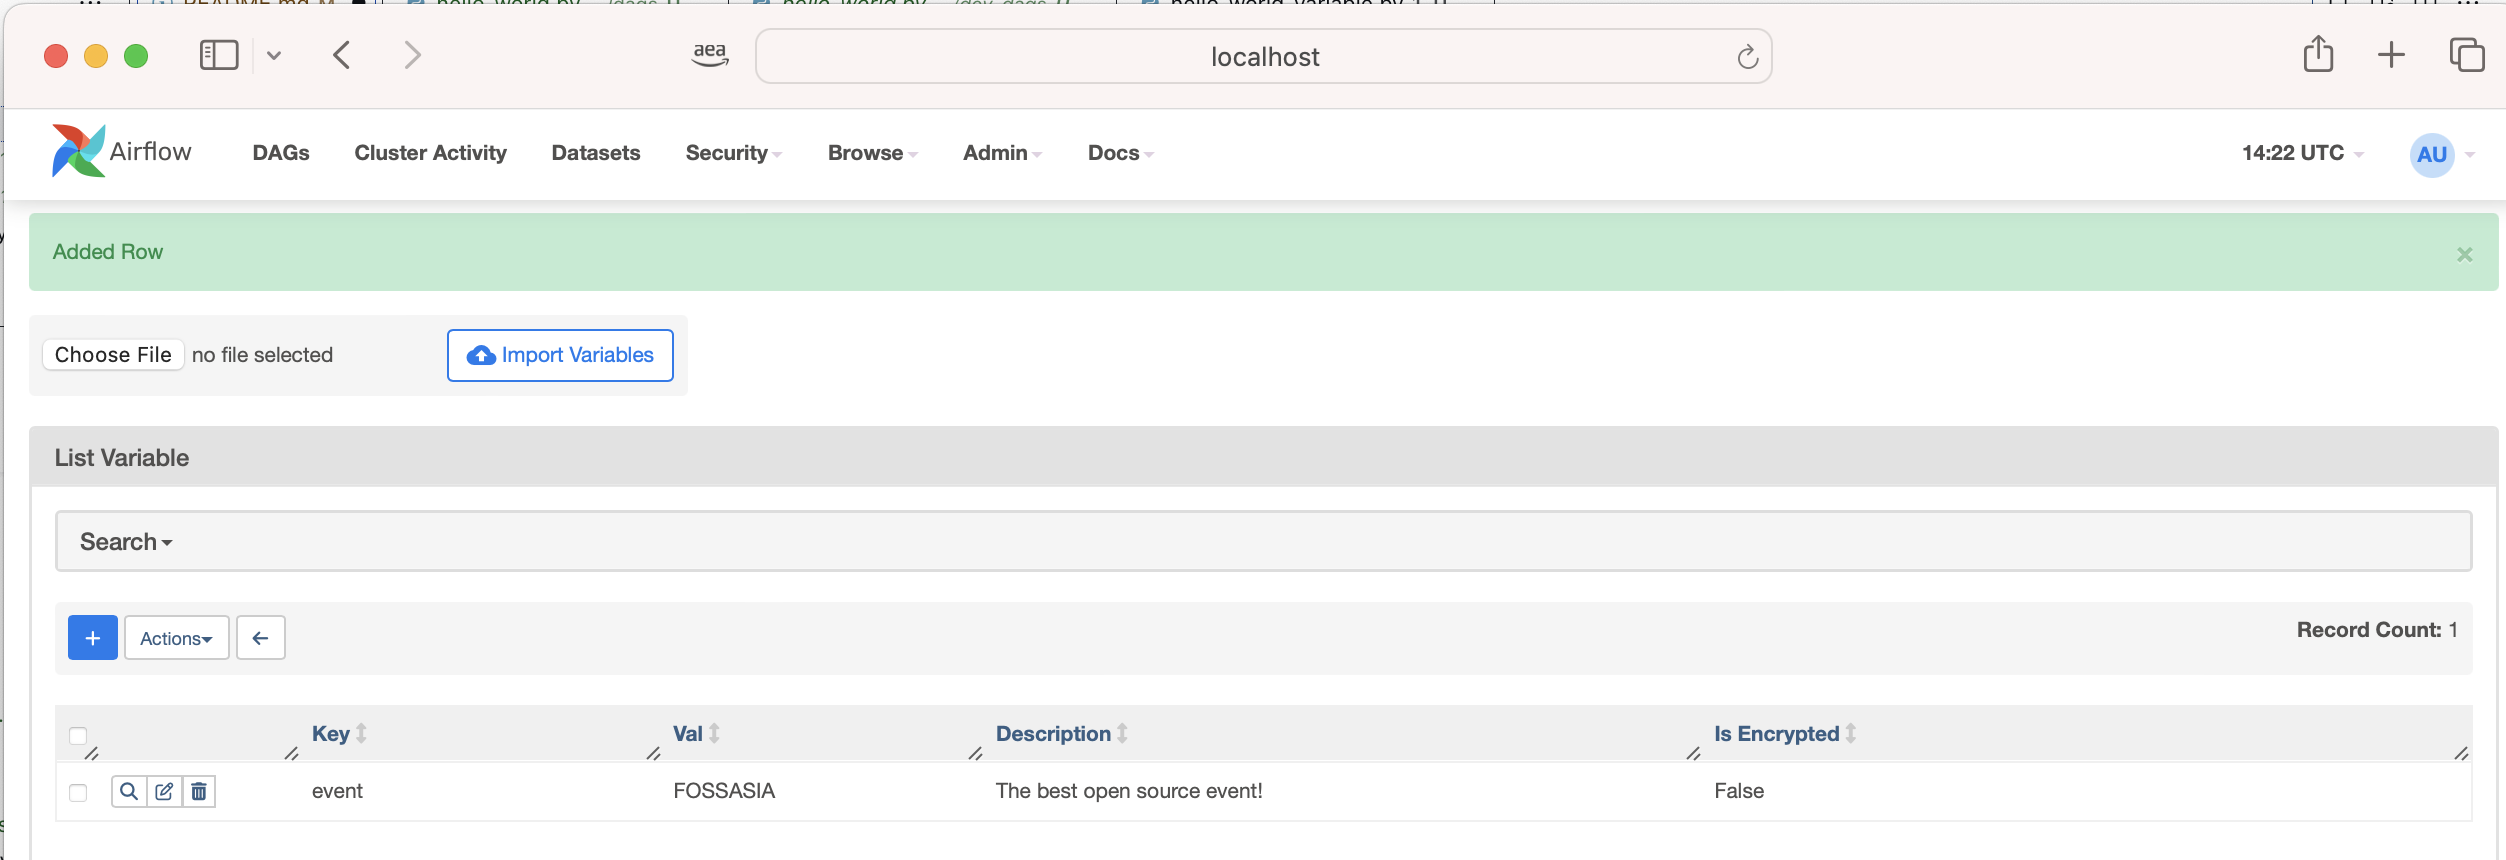 localhost
Airflow DAGs Cluster Activity Datasets Security Browse Admin Docs 14:22 UTC AU
Added Row
×
Choose File no file selected Import Variables
List Variable
Search
+ Actions Record Count: 1
Key Val Description Is Encrypted
event FOSSASIA The best open source event! False